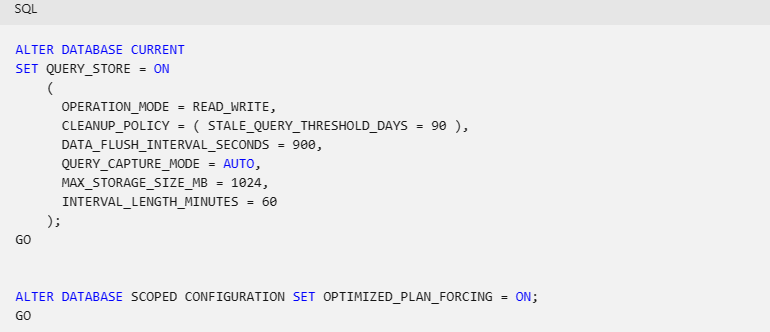 SQL
ALTER DATABASE CURRENT
SET QUERY_STORE = ON
(
OPERATION_MODE = READ_WRITE,
CLEANUP_POLICY = ( STALE_QUERY_THRESHOLD_DAYS = 90 ),
DATA_FLUSH_INTERVAL_SECONDS = 900,
QUERY_CAPTURE_MODE = AUTO,
MAX_STORAGE_SIZE_MB = 1024,
INTERVAL_LENGTH_MINUTES = 60
);
GO
ALTER DATABASE SCOPED CONFIGURATION SET OPTIMIZED_PLAN_FORCING = ON;
GO